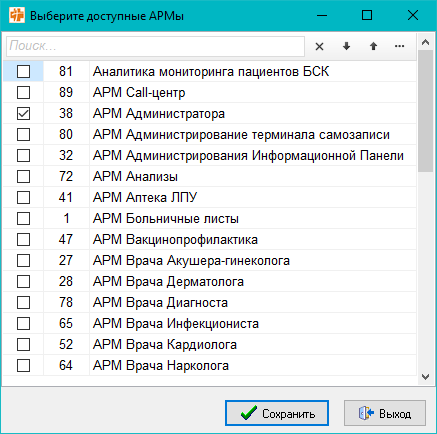 Выберите доступные АРМы
Поиск...
81 Аналитика мониторинга пациентов БСК
89 АРМ Call-центр
38 АРМ Администратора
80 АРМ Администрирование терминала самозаписи
32 АРМ Администрирования Информационной Панели
72 АРМ Анализы
41 АРМ Аптека ЛПУ
1 АРМ Больничные листы
47 АРМ Вакцинопрофилактика
27 АРМ Врача Акушера-гинеколога
28 АРМ Врача Дерматолога
78 АРМ Врача Диагноста
65 АРМ Врача Инфекциониста
52 АРМ Врача Кардиолога
64 АРМ Врача Нарколога
Сохранить Выход